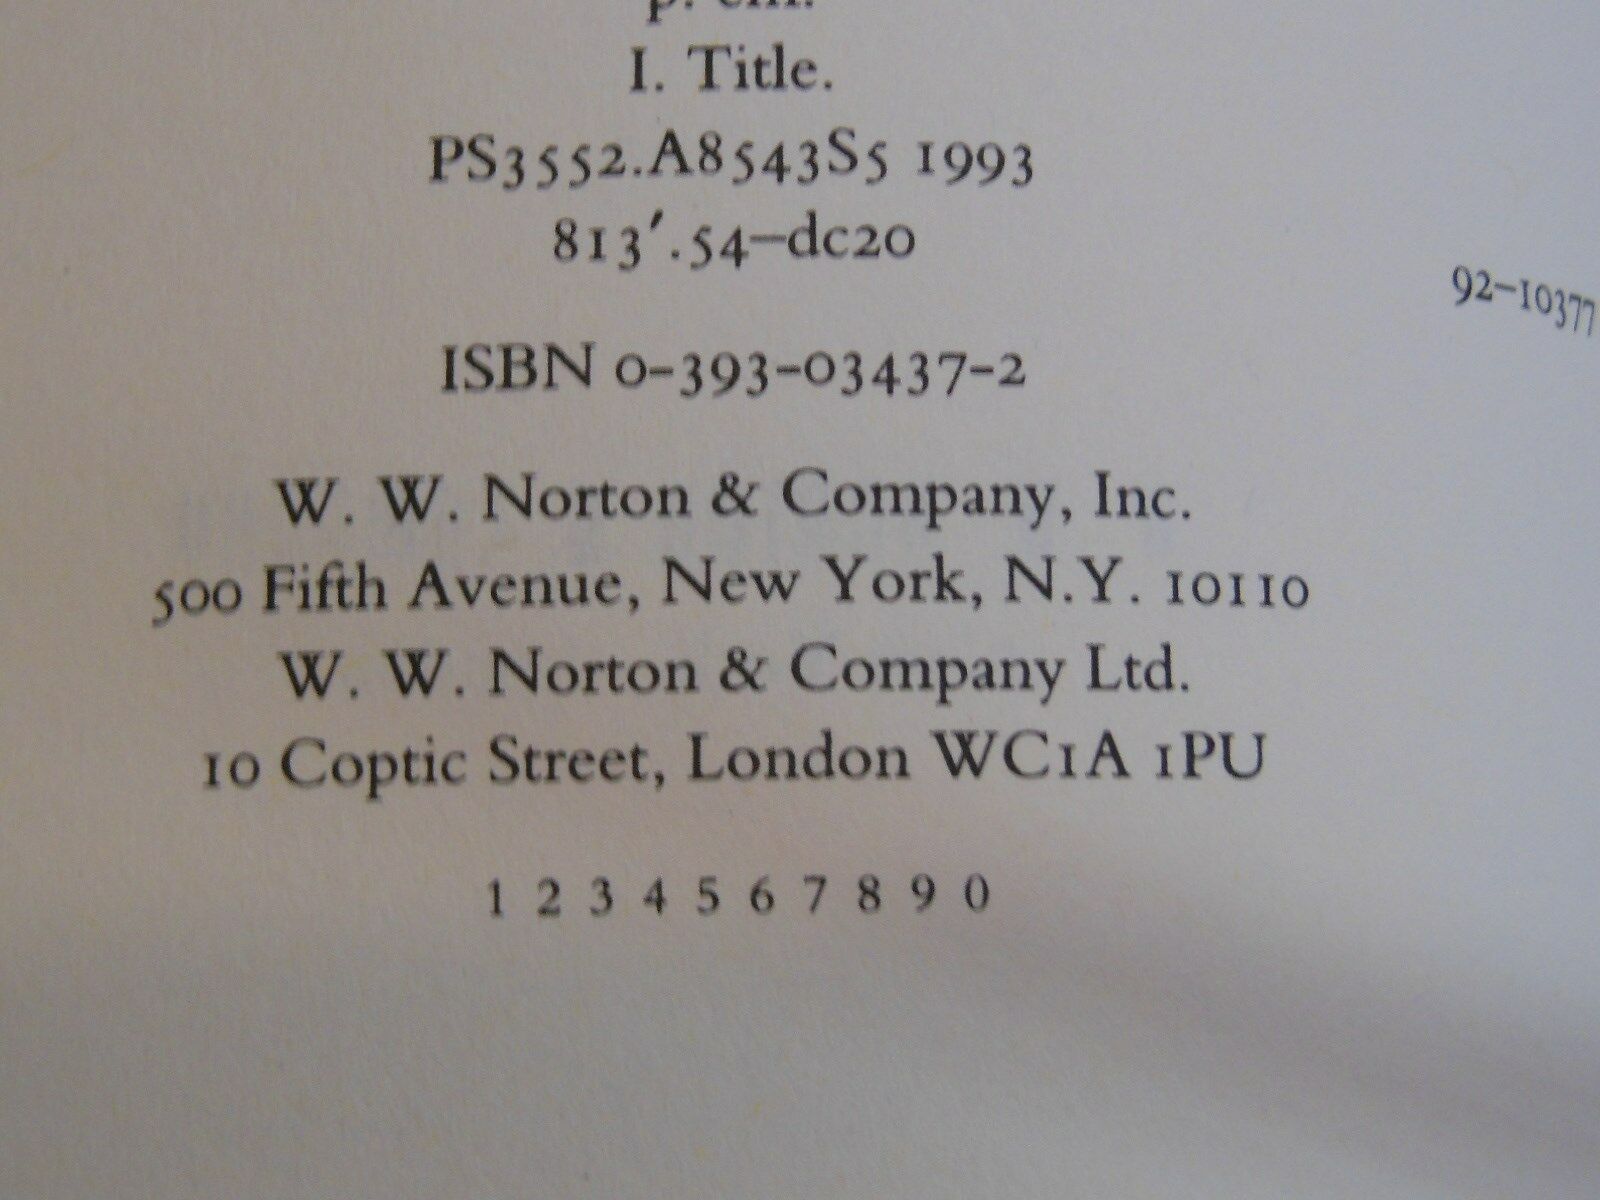 p. cm.
I. Title.
PS3552.A8543S5 1993
813′.54—dc20
92-10377
ISBN 0-393-03437-2
W. W. Norton & Company, Inc.
500 Fifth Avenue, New York, N.Y. 10110
W. W. Norton & Company Ltd.
10 Coptic Street, London WC1A 1PU
1 2 3 4 5 6 7 8 9 0